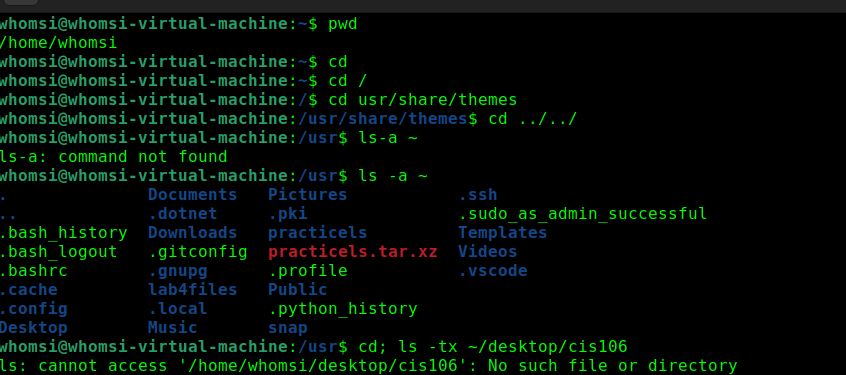 whomsi@whomsi-virtual-machine:~$ pwd
/home/whomsi
whomsi@whomsi-virtual-machine:~$ cd
whomsi@whomsi-virtual-machine:~$ cd /
whomsi@whomsi-virtual-machine:/$ cd usr/share/themes
whomsi@whomsi-virtual-machine:/usr/share/themes$ cd ../../
whomsi@whomsi-virtual-machine:/usr$ ls-a ~
ls-a: command not found
whomsi@whomsi-virtual-machine:/usr$ ls -a ~
.              Documents   Pictures           .ssh
..             .dotnet     .pki               .sudo_as_admin_successful
.bash_history  Downloads   practicels         Templates
.bash_logout   .gitconfig  practicels.tar.xz  Videos
.bashrc        .gnupg      .profile           .vscode
.cache         lab4files   Public
.config        .local      .python_history
Desktop        Music       snap
whomsi@whomsi-virtual-machine:/usr$ cd; ls -tx ~/desktop/cis106
ls: cannot access '/home/whomsi/desktop/cis106': No such file or directory